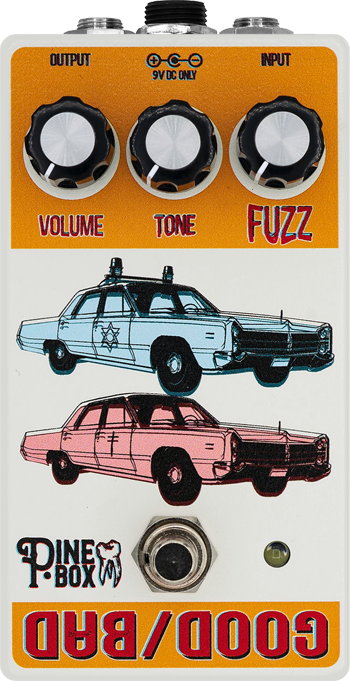 OUTPUT
9V DC ONLY
INPUT
VOLUME TONE FUZZ
PINE
BOX
GOOD/BAD